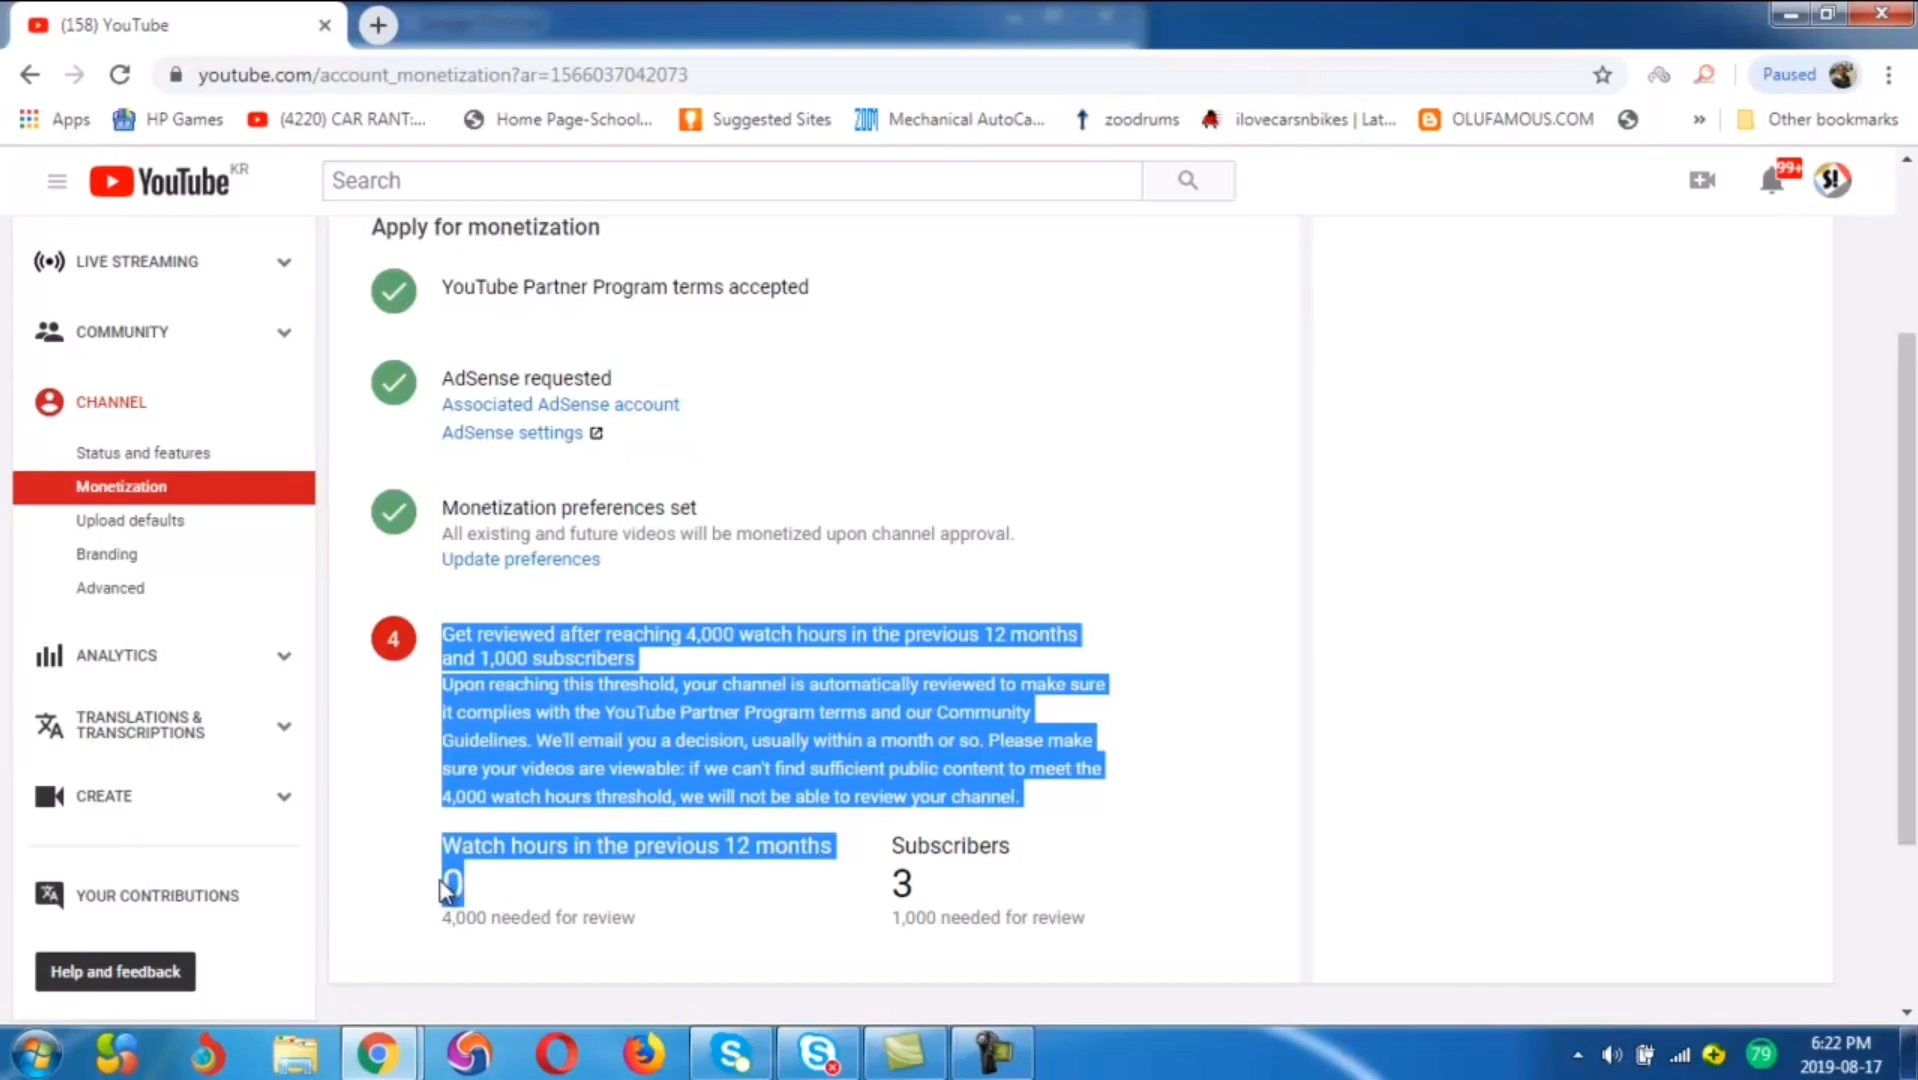 (158) YouTube
youtube.com/account_monetization?ar=1566037042073
Paused
Apps
HP Games
(4220) CAR RANT:...
Home Page-School...
Suggested Sites
ZOOM
Mechanical AutoCa...
zoodrums
ilovecarsnbikes | Lat...
OLUFAMOUS.COM
»
Other bookmarks
YouTube KR
Search
99+
S!
Apply for monetization
LIVE STREAMING
YouTube Partner Program terms accepted
COMMUNITY
AdSense requested
CHANNEL
Associated AdSense account
AdSense settings
Status and features
Monetization
Monetization preferences set
Upload defaults
All existing and future videos will be monetized upon channel approval.
Branding
Update preferences
Advanced
4
Get reviewed after reaching 4,000 watch hours in the previous 12 months
and 1,000 subscribers
ANALYTICS
Upon reaching this threshold, your channel is automatically reviewed to make sure
it complies with the YouTube Partner Program terms and our Community
TRANSLATIONS &
TRANSCRIPTIONS
Guidelines. We'll email you a decision, usually within a month or so. Please make
sure your videos are viewable: if we can't find sufficient public content to meet the
4,000 watch hours threshold, we will not be able to review your channel.
CREATE
Watch hours in the previous 12 months
Subscribers
0
3
YOUR CONTRIBUTIONS
4,000 needed for review
1,000 needed for review
Help and feedback
79
6:22 PM
2019-08-17